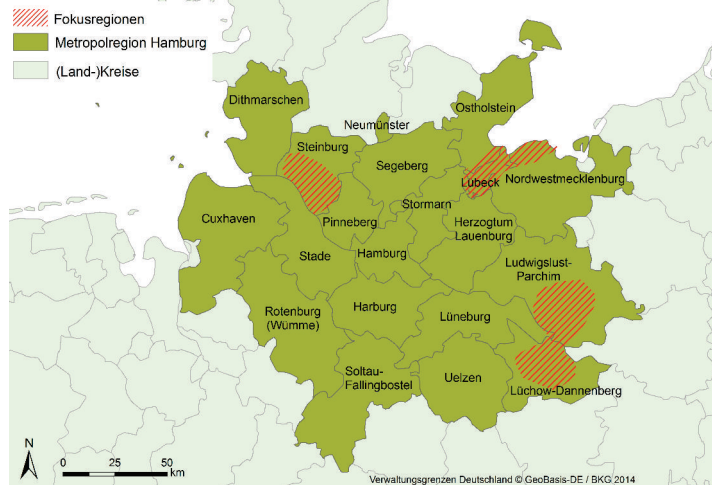 Fokusregionen
Metropolregion Hamburg
(Land-)Kreise
Dithmarschen
Ostholstein
Neumünster
Steinburg
Segeberg
Lübeck
Nordwestmecklenburg
Stormarn
Cuxhaven
Pinneberg
Herzogtum
Lauenburg
Stade
Hamburg
Ludwigslust-
Parchim
Rotenburg
(Wümme)
Harburg
Lüneburg
Soltau-
Fallingbostel
Uelzen
Lüchow-Dannenberg
N
0 25 50
km
Verwaltungsgrenzen Deutschland © GeoBasis-DE / BKG 2014